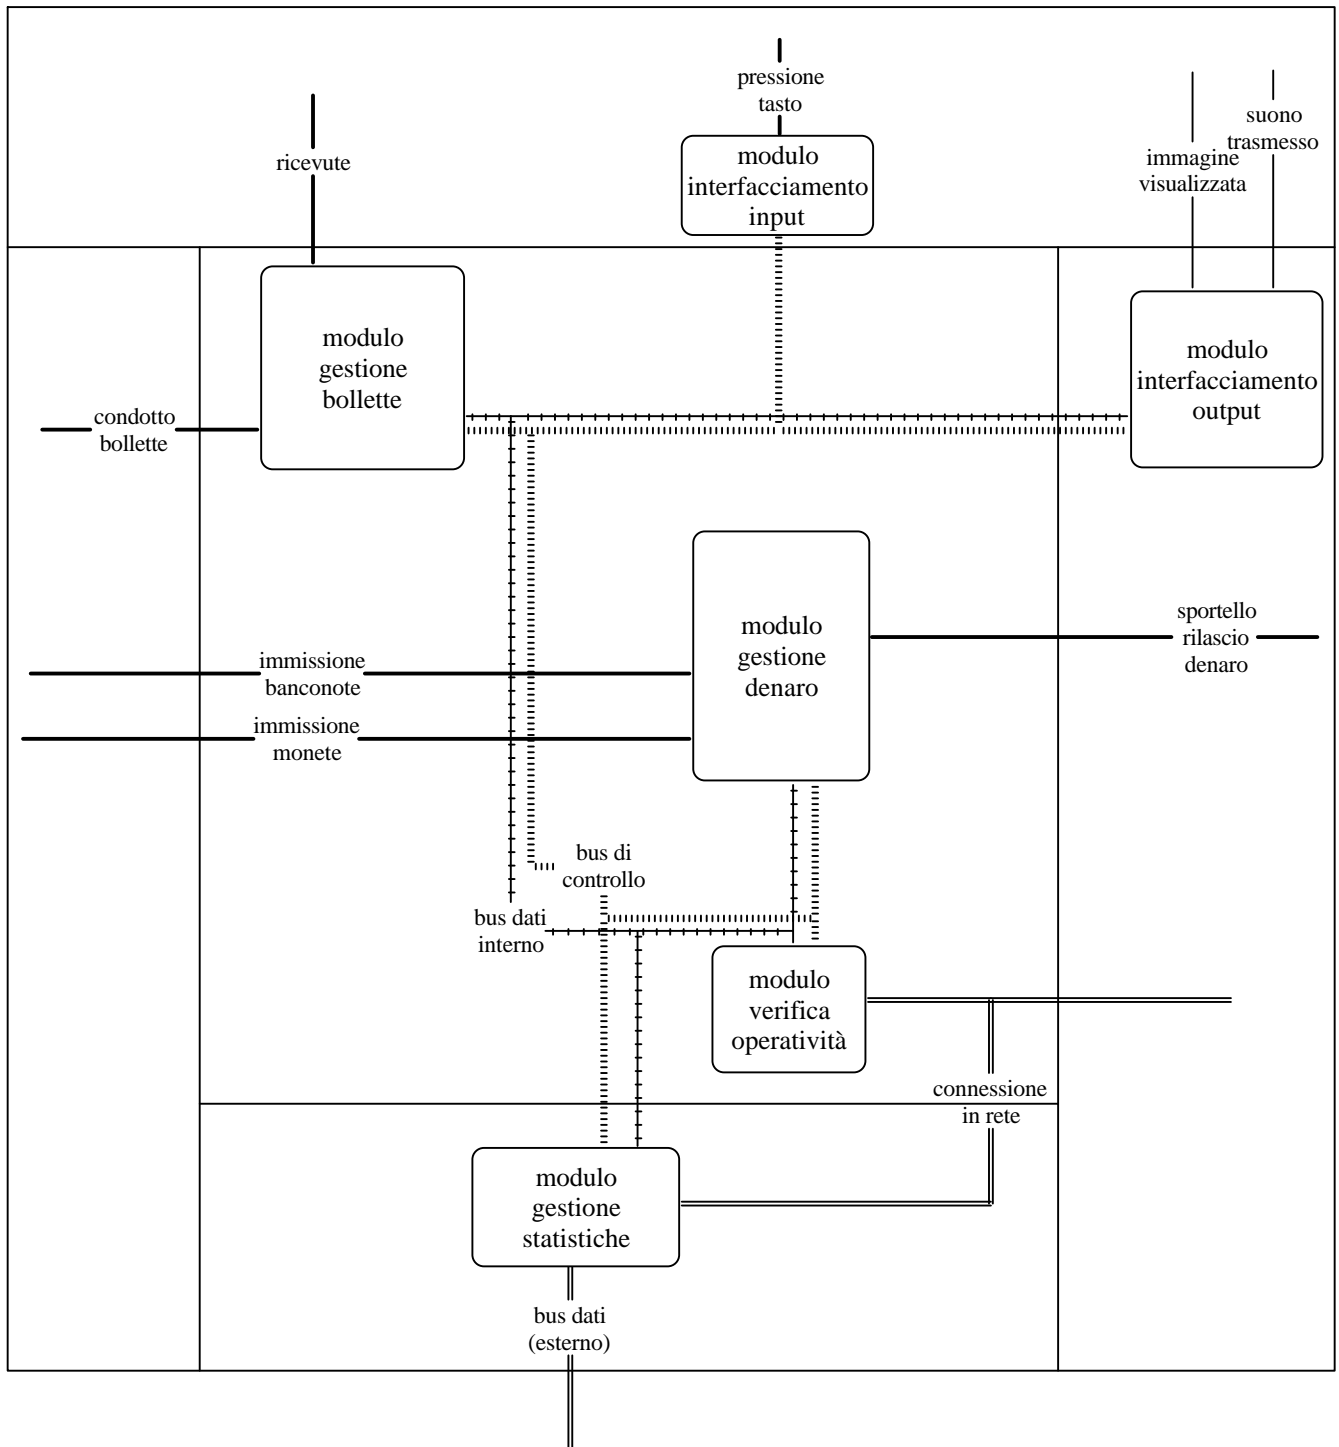 pressione
tasto
suono
trasmesso
immagine
visualizzata
ricevute
modulo
interfacciamento
input
modulo
gestione
bollette
modulo
interfacciamento
output
condotto
bollette
modulo
gestione
denaro
sportello
rilascio
denaro
immissione
banconote
immissione
monete
bus di
controllo
bus dati
interno
modulo
verifica
operatività
connessione
in rete
modulo
gestione
statistiche
bus dati
(esterno)